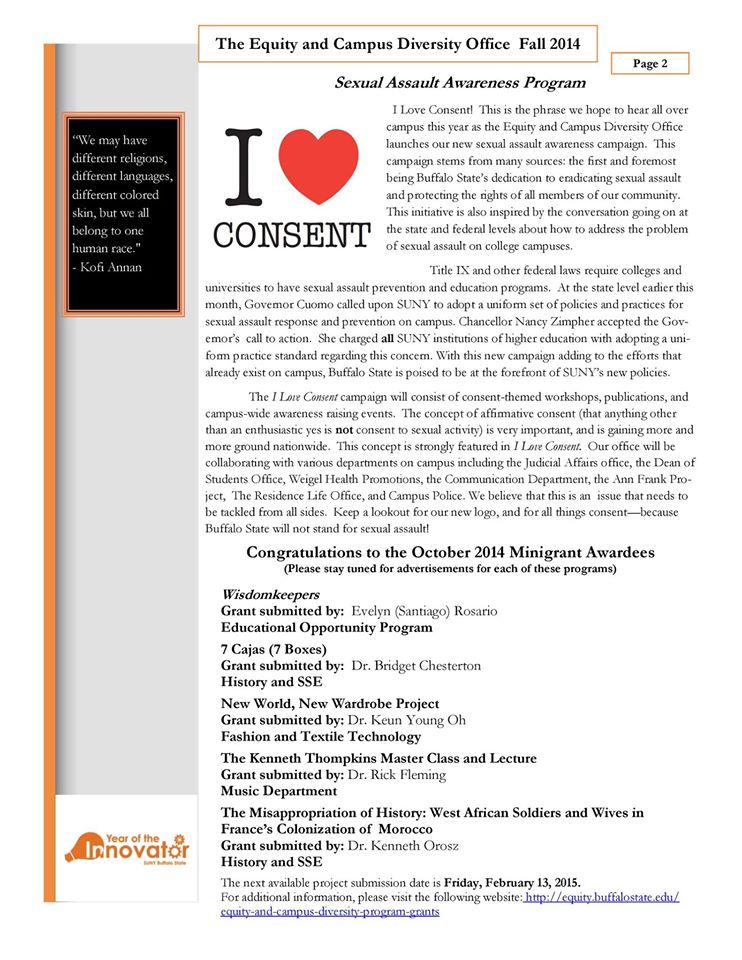 The Equity and Campus Diversity Office  Fall 2014
Page 2
Sexual Assault Awareness Program
“We may have
different religions,
different languages,
different colored
skin, but we all
belong to one
human race."
- Kofi Annan
I
CONSENT
I Love Consent!  This is the phrase we hope to hear all over
campus this year as the Equity and Campus Diversity Office
launches our new sexual assault awareness campaign.  This
campaign stems from many sources: the first and foremost
being Buffalo State’s dedication to eradicating sexual assault
and protecting the rights of all members of our community.
This initiative is also inspired by the conversation going on at
the state and federal levels about how to address the problem
of sexual assault on college campuses.
Title IX and other federal laws require colleges and
universities to have sexual assault prevention and education programs.  At the state level earlier this
month, Governor Cuomo called upon SUNY to adopt a uniform set of policies and practices for
sexual assault response and prevention on campus. Chancellor Nancy Zimpher accepted the Gov-
ernor’s  call to action.  She charged all SUNY institutions of higher education with adopting a uni-
form practice standard regarding this concern. With this new campaign adding to the efforts that
already exist on campus, Buffalo State is poised to be at the forefront of SUNY’s new policies.
The I Love Consent campaign will consist of consent-themed workshops, publications, and
campus-wide awareness raising events.  The concept of affirmative consent (that anything other
than an enthusiastic yes is not consent to sexual activity) is very important, and is gaining more and
more ground nationwide.  This concept is strongly featured in I Love Consent.  Our office will be
collaborating with various departments on campus including the Judicial Affairs office, the Dean of
Students Office, Weigel Health Promotions, the Communication Department, the Ann Frank Pro-
ject,  The Residence Life Office, and Campus Police. We believe that this is an  issue that needs to
be tackled from all sides.  Keep a lookout for our new logo, and for all things consent—because
Buffalo State will not stand for sexual assault!
Congratulations to the October 2014 Minigrant Awardees
(Please stay tuned for advertisements for each of these programs)
Wisdomkeepers
Grant submitted by:  Evelyn (Santiago) Rosario
Educational Opportunity Program
7 Cajas (7 Boxes)
Grant submitted by:  Dr. Bridget Chesterton
History and SSE
New World, New Wardrobe Project
Grant submitted by: Dr. Keun Young Oh
Fashion and Textile Technology
The Kenneth Thompkins Master Class and Lecture
Grant submitted by: Dr. Rick Fleming
Music Department
The Misappropriation of History: West African Soldiers and Wives in
France’s Colonization of  Morocco
Grant submitted by: Dr. Kenneth Orosz
History and SSE
The next available project submission date is Friday, February 13, 2015.
For additional information, please visit the following website: http://equity.buffalostate.edu/
equity-and-campus-diversity-program-grants
Year of the
Innovator
SUNY Buffalo State